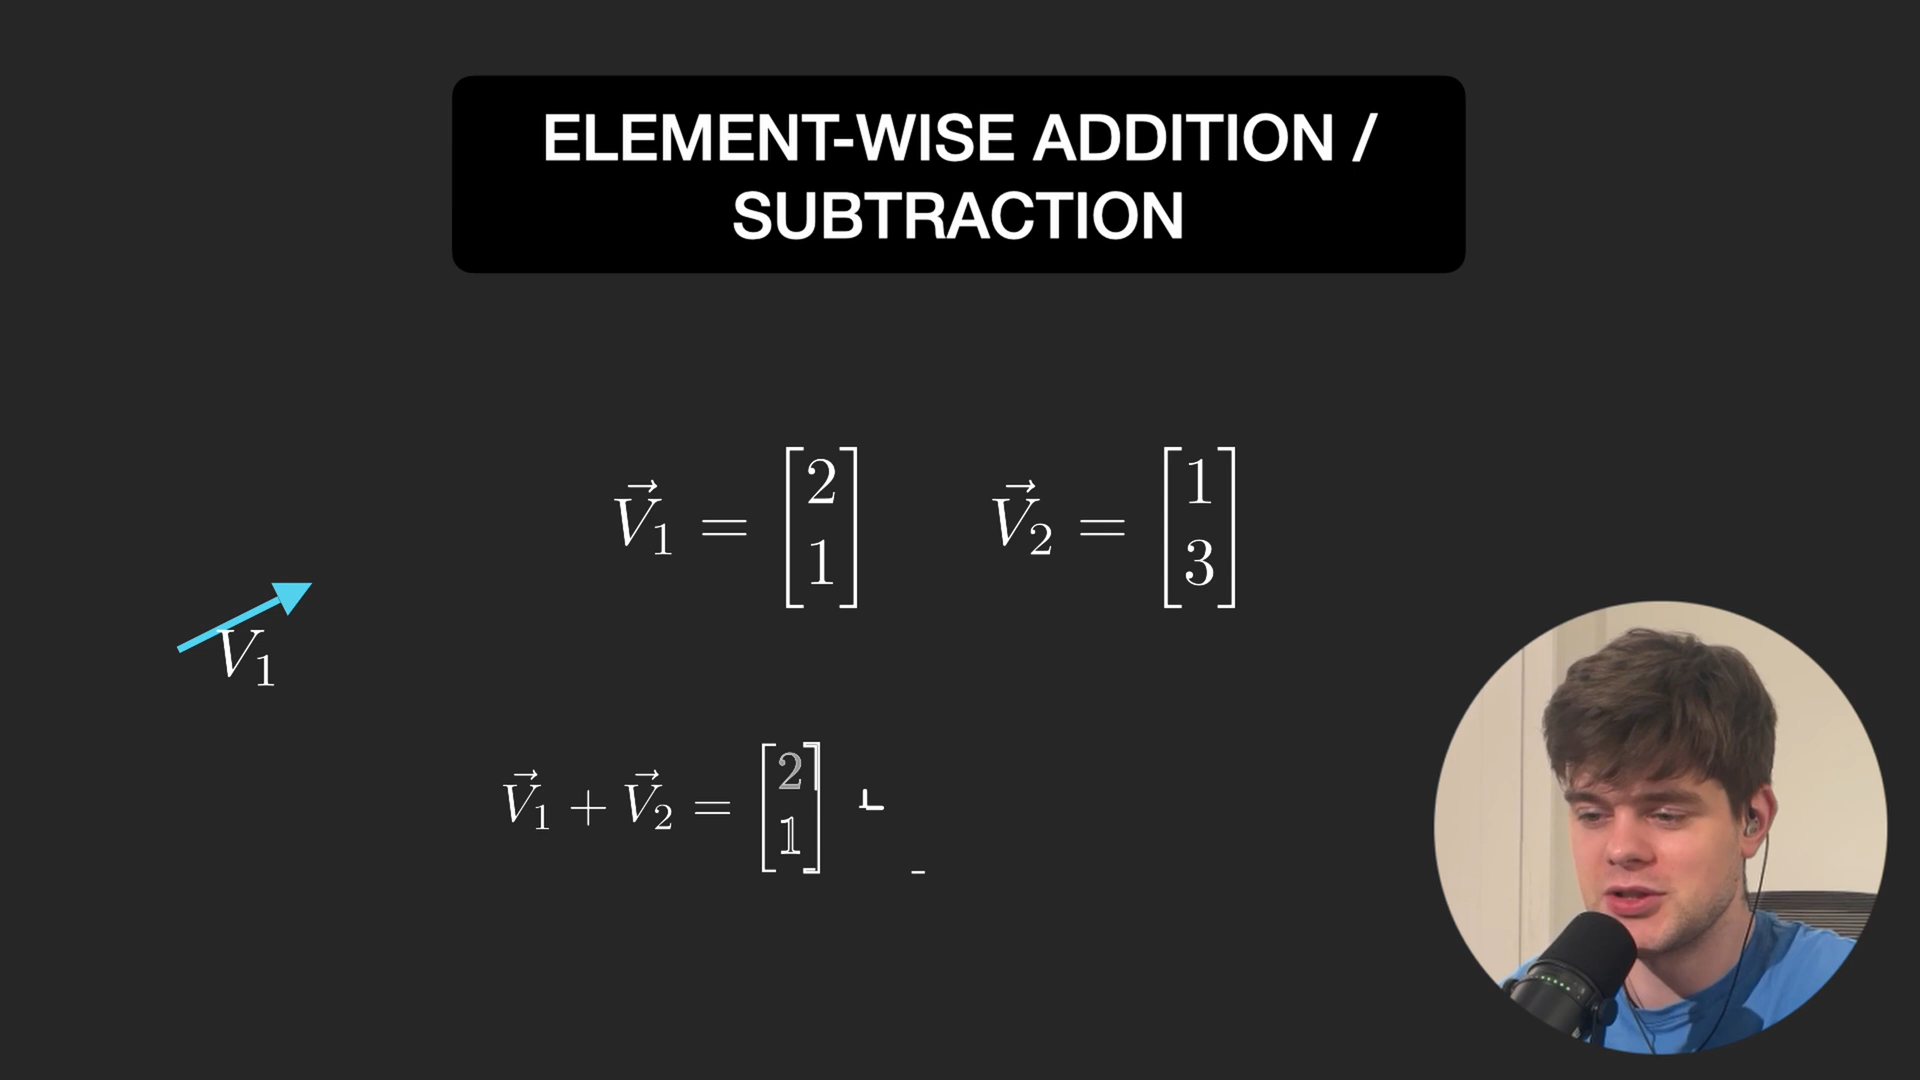 ELEMENT-WISE ADDITION /
SUBTRACTION
V⃗₁ = [2 1] V⃗₂ = [1 3]
V₁
V⃗₁ + V⃗₂ = [2 1] +